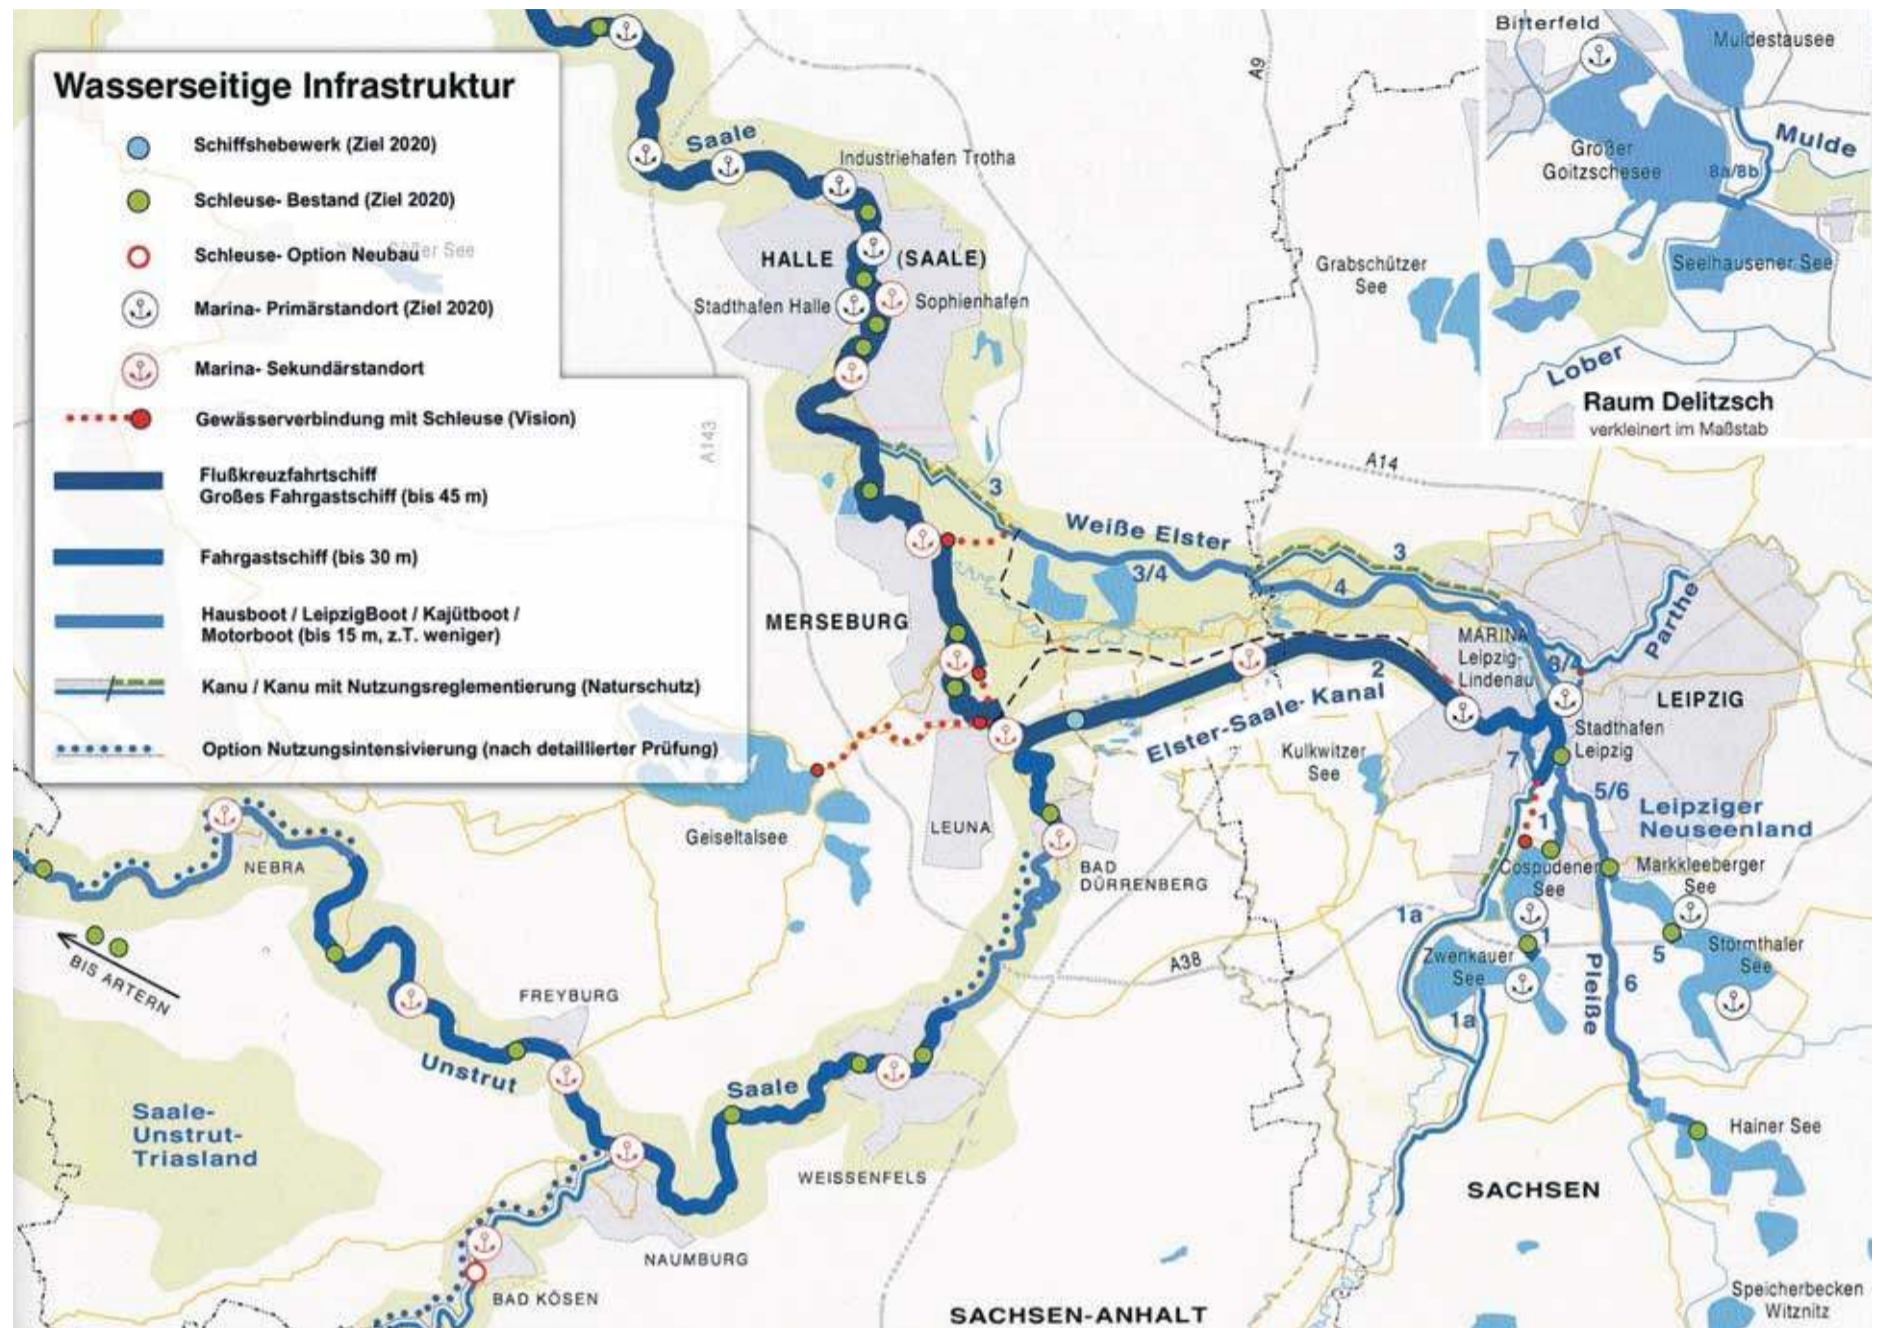 Wasserseitige Infrastruktur
Schiffshebewerk (Ziel 2020)
Schleuse- Bestand (Ziel 2020)
Schleuse- Option Neubau
Marina- Primärstandort (Ziel 2020)
Marina- Sekundärstandort
Gewässerverbindung mit Schleuse (Vision)
Flußkreuzfahrtschiff
Großes Fahrgastschiff (bis 45 m)
Fahrgastschiff (bis 30 m)
Hausboot / LeipzigBoot / Kajütboot /
Motorboot (bis 15 m, z.T. weniger)
Kanu / Kanu mit Nutzungsreglementierung (Naturschutz)
Option Nutzungsintensivierung (nach detaillierter Prüfung)
See
A143
Saale
Industriehafen Trotha
HALLE (SAALE)
Stadthafen Halle
Sophienhafen
A9
Grabschützer
See
Bitterfeld
Muldestausee
Mulde
Großer
Goitzschesee
8a/8b
Seelhausener See
Lober
Raum Delitzsch
verkleinert im Maßstab
A14
3
Weiße Elster
3/4
3
4
Parthe
MERSEBURG
MARINA
Leipzig-
Lindenau
3/4
LEIPZIG
2
Elster-Saale-Kanal
Stadthafen
Leipzig
Kulkwitzer
See
7
5/6
Leipziger
Neuseenland
1
Geiseltalsee
LEUNA
BAD
DÜRRENBERG
Cospudener
See
Markkleeberger
See
1a
1
Zwenkauer
See
Störmthaler
See
5
6
Pleiße
1a
A38
NEBRA
BIS ARTERN
FREYBURG
Unstrut
Saale
Saale-
Unstrut-
Triasland
WEISSENFELS
NAUMBURG
BAD KÖSEN
Hainer See
SACHSEN
SACHSEN-ANHALT
Speicherbecken
Witznitz